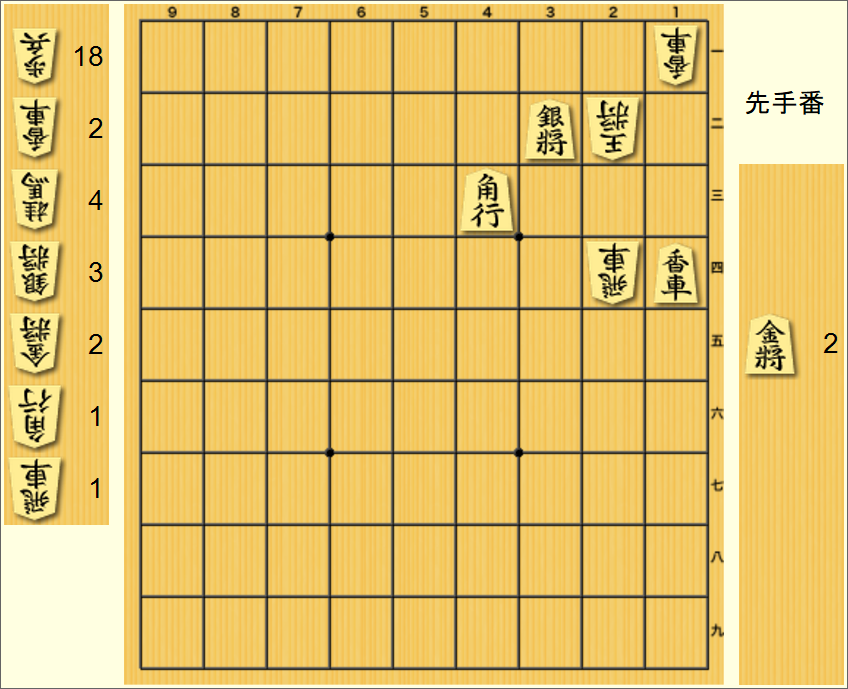 9 8 7 6 5 4 3 2 1
歩兵 18
香車 2
桂馬 4
銀将 3
金将 2
角行 1
飛車 1
香車 一
銀将 王将 二
角行 三
飛車 香車 四
五
六
七
八
九
先手番
金将 2